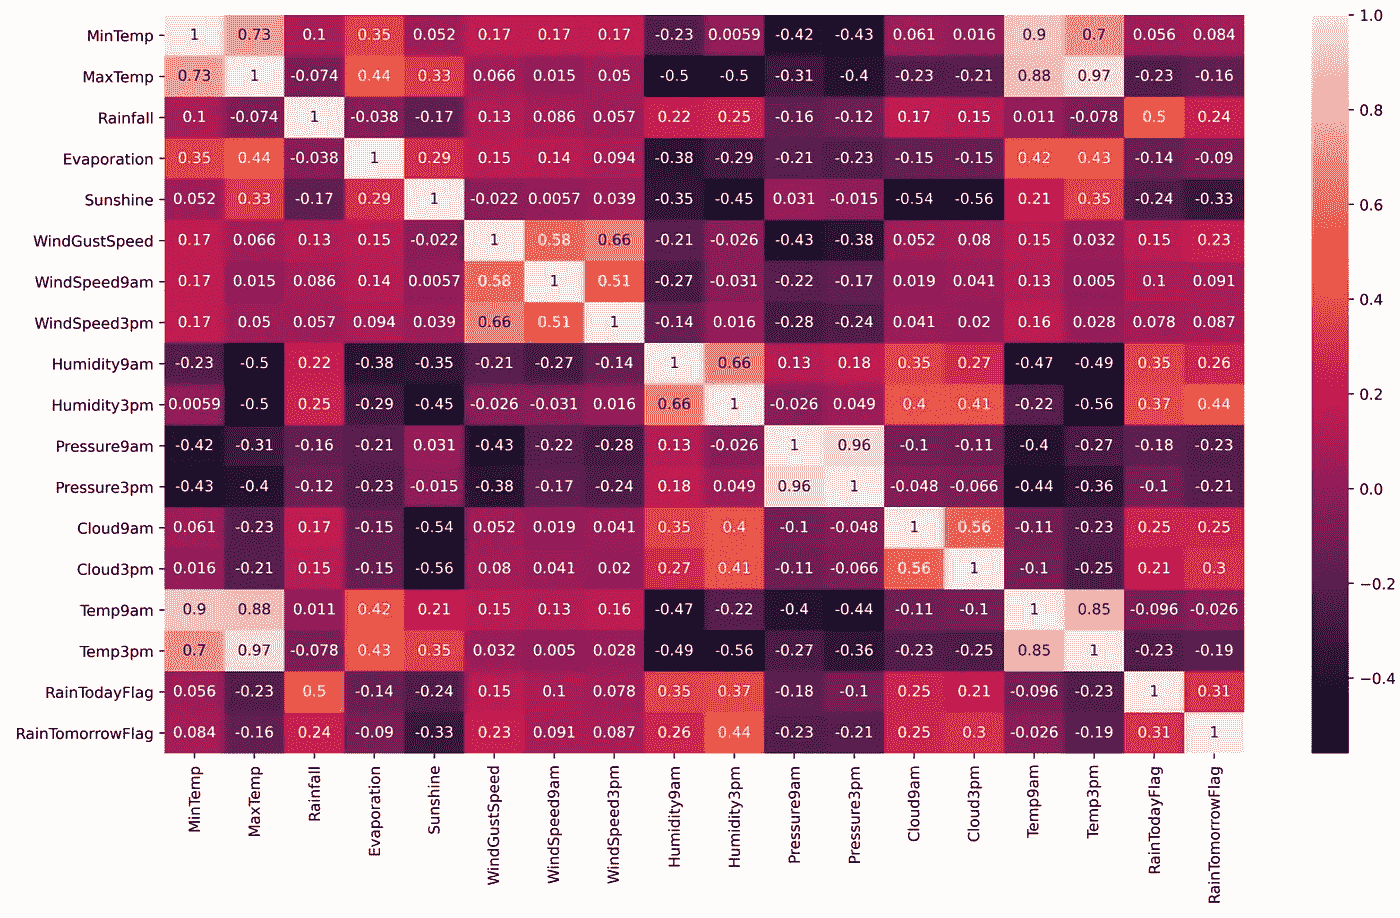 MinTemp 1 0.73 0.1 0.35 0.052 0.17 0.17 0.17 -0.23 0.0059 -0.42 -0.43 0.061 0.016 0.9 0.7 0.056 0.084
MaxTemp 0.73 1 -0.074 0.44 0.33 0.066 0.015 0.05 -0.5 -0.5 -0.31 -0.4 -0.23 -0.21 0.88 0.97 -0.23 -0.16
Rainfall 0.1 -0.074 1 -0.038 -0.17 0.13 0.086 0.057 0.22 0.25 -0.16 -0.12 0.17 0.15 0.011 -0.078 0.5 0.24
Evaporation 0.35 0.44 -0.038 1 0.29 0.15 0.14 0.094 -0.38 -0.29 -0.21 -0.23 -0.15 -0.15 0.42 0.43 -0.14 -0.09
Sunshine 0.052 0.33 -0.17 0.29 1 -0.022 0.0057 0.039 -0.35 -0.45 0.031 -0.015 -0.54 -0.56 0.21 0.35 -0.24 -0.33
WindGustSpeed 0.17 0.066 0.13 0.15 -0.022 1 0.58 0.66 -0.21 -0.026 -0.43 -0.38 0.052 0.08 0.15 0.032 0.15 0.23
WindSpeed9am 0.17 0.015 0.086 0.14 0.0057 0.58 1 0.51 -0.27 -0.031 -0.22 -0.17 0.019 0.041 0.13 0.005 0.1 0.091
WindSpeed3pm 0.17 0.05 0.057 0.094 0.039 0.66 0.51 1 -0.14 0.016 -0.28 -0.24 0.041 0.02 0.16 0.028 0.078 0.087
Humidity9am -0.23 -0.5 0.22 -0.38 -0.35 -0.21 -0.27 -0.14 1 0.66 0.13 0.18 0.35 0.27 -0.47 -0.49 0.35 0.26
Humidity3pm 0.0059 -0.5 0.25 -0.29 -0.45 -0.026 -0.031 0.016 0.66 1 -0.026 0.049 0.4 0.41 -0.22 -0.56 0.37 0.44
Pressure9am -0.42 -0.31 -0.16 -0.21 0.031 -0.43 -0.22 -0.28 0.13 -0.026 1 0.96 -0.1 -0.11 -0.4 -0.27 -0.18 -0.23
Pressure3pm -0.43 -0.4 -0.12 -0.23 -0.015 -0.38 -0.17 -0.24 0.18 0.049 0.96 1 -0.048 -0.066 -0.44 -0.36 -0.1 -0.21
Cloud9am 0.061 -0.23 0.17 -0.15 -0.54 0.052 0.019 0.041 0.35 0.4 -0.1 -0.048 1 0.56 -0.11 -0.23 0.25 0.25
Cloud3pm 0.016 -0.21 0.15 -0.15 -0.56 0.08 0.041 0.02 0.27 0.41 -0.11 -0.066 0.56 1 -0.1 -0.25 0.21 0.3
Temp9am 0.9 0.88 0.011 0.42 0.21 0.15 0.13 0.16 -0.47 -0.22 -0.4 -0.44 -0.11 -0.1 1 0.85 -0.096 -0.026
Temp3pm 0.7 0.97 -0.078 0.43 0.35 0.032 0.005 0.028 -0.49 -0.56 -0.27 -0.36 -0.23 -0.25 0.85 1 -0.23 -0.19
RainTodayFlag 0.056 -0.23 0.5 -0.14 -0.24 0.15 0.1 0.078 0.35 0.37 -0.18 -0.1 0.25 0.21 -0.096 -0.23 1 0.31
RainTomorrowFlag 0.084 -0.16 0.24 -0.09 -0.33 0.23 0.091 0.087 0.26 0.44 -0.23 -0.21 0.25 0.3 -0.026 -0.19 0.31 1
MinTemp
MaxTemp
Rainfall
Evaporation
Sunshine
WindGustSpeed
WindSpeed9am
WindSpeed3pm
Humidity9am
Humidity3pm
Pressure9am
Pressure3pm
Cloud9am
Cloud3pm
Temp9am
Temp3pm
RainTodayFlag
RainTomorrowFlag
1.0
0.8
0.6
0.4
0.2
0.0
−0.2
−0.4